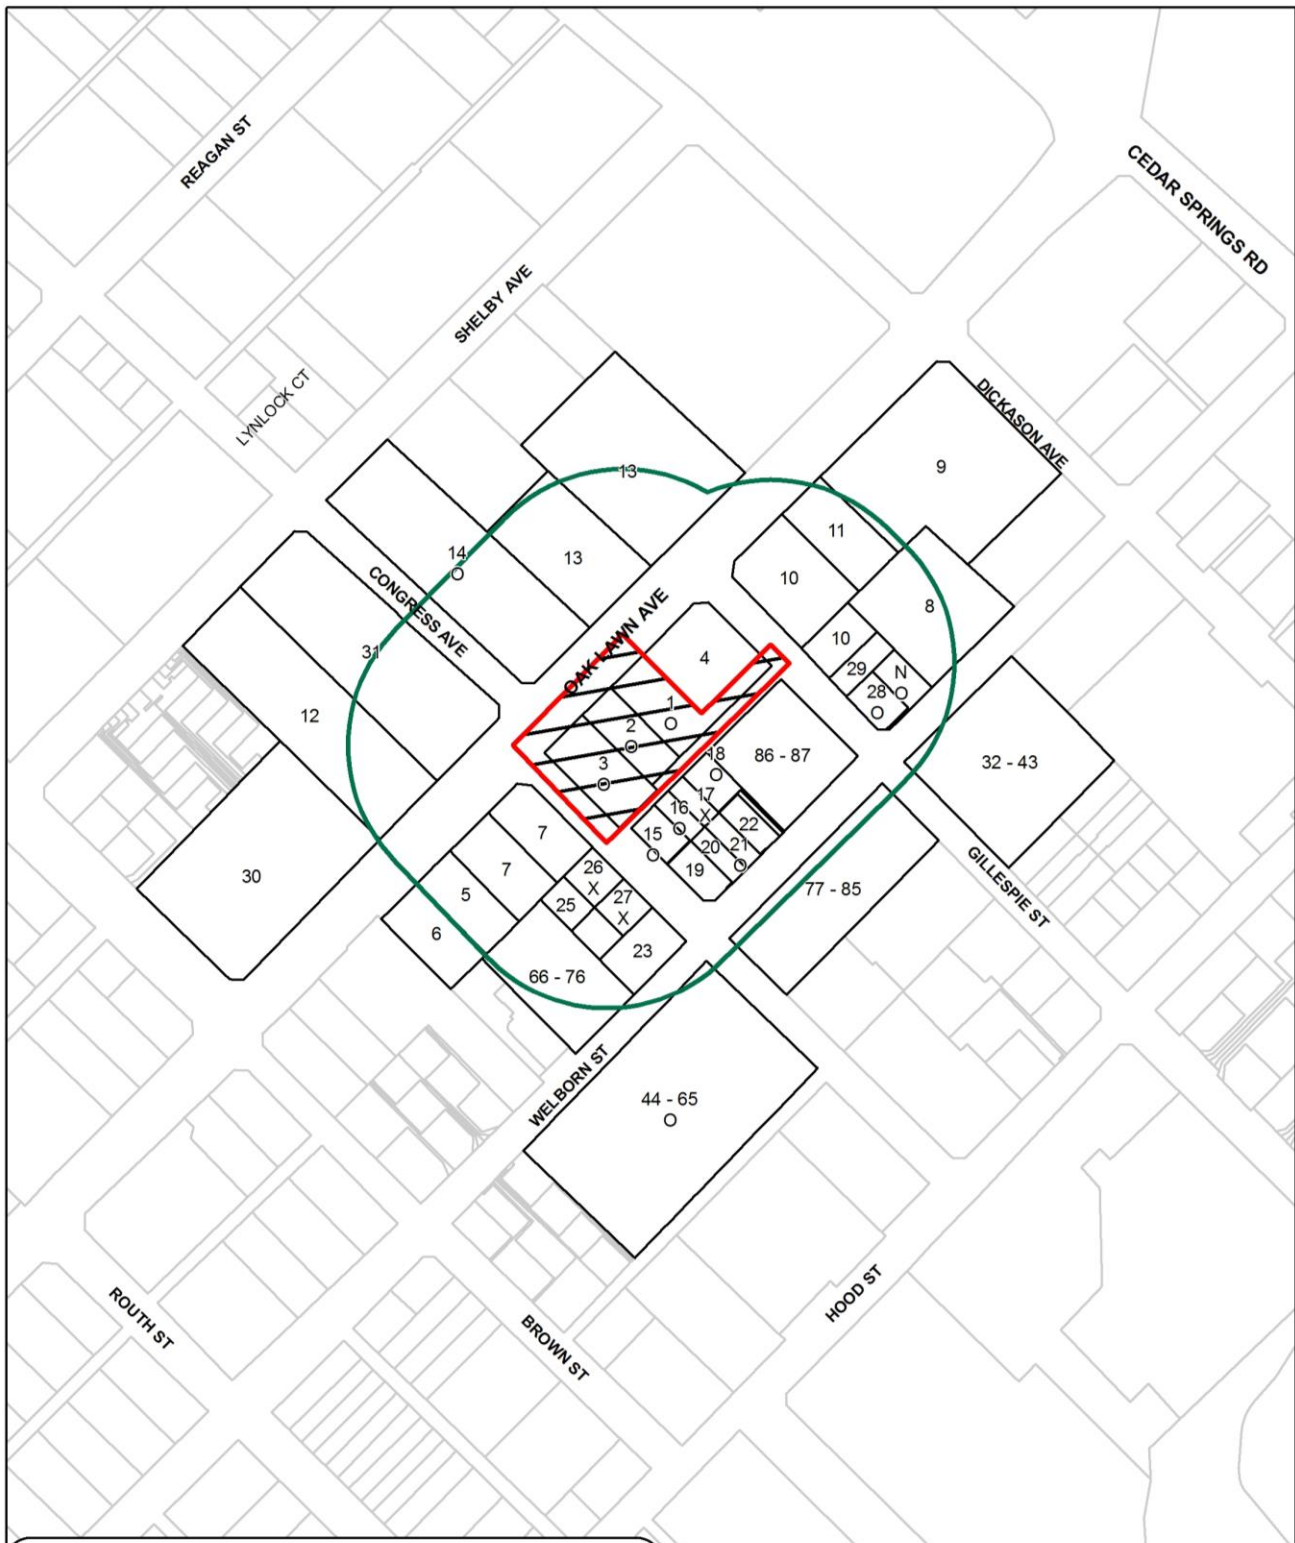 REAGAN ST
CEDAR SPRINGS RD
SHELBY AVE
LYNLOCK CT
DICKASON AVE
13
9
11
14
O
13
10
CONGRESS AVE
8
OAK LAWN AVE
10
31
4
29
N
O
28
O
12
1
O
2
O
3
O
18
O
86 - 87
32 - 43
17
X
16
O
22
15
O
7
20
21
O
19
7
26
X
77 - 85
GILLESPIE ST
30
5
27
X
25
6
23
66 - 76
WELBORN ST
44 - 65
O
HOOD ST
ROUTH ST
BROWN ST